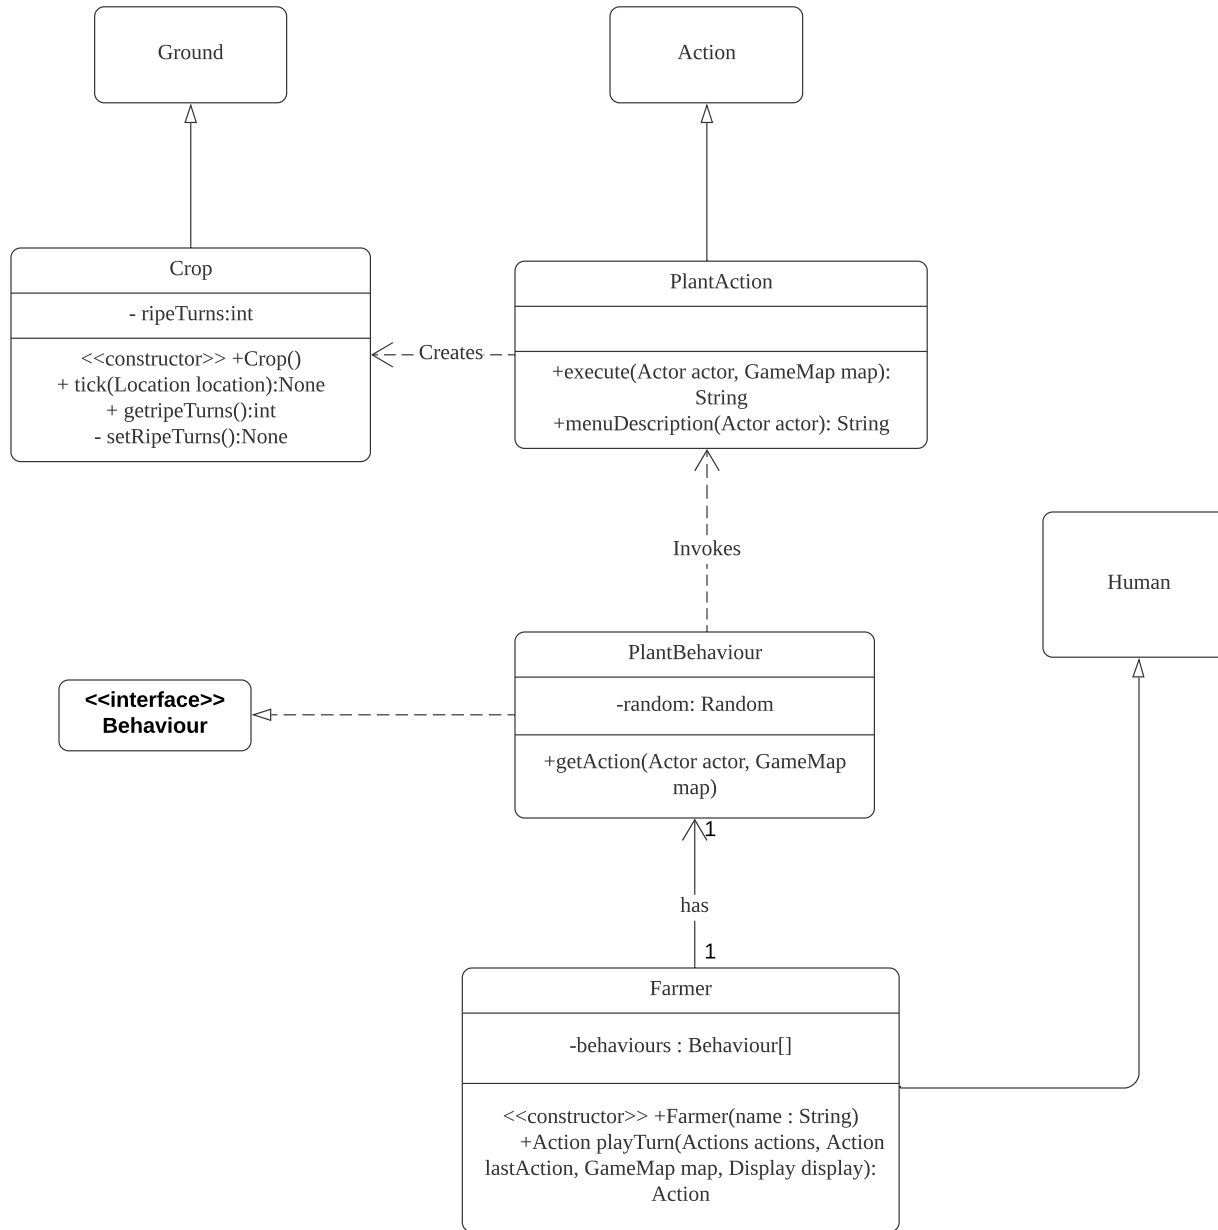 Ground
Action
Crop
- ripeTurns:int
<<constructor>> +Crop()
+ tick(Location location):None
+ getripeTurns():int
- setRipeTurns():None
Creates
PlantAction
+execute(Actor actor, GameMap map):
String
+menuDescription(Actor actor): String
Invokes
Human
<<interface>>
Behaviour
PlantBehaviour
-random: Random
+getAction(Actor actor, GameMap
map)
1
has
1
Farmer
-behaviours : Behaviour[]
<<constructor>> +Farmer(name : String)
+Action playTurn(Actions actions, Action
lastAction, GameMap map, Display display):
Action